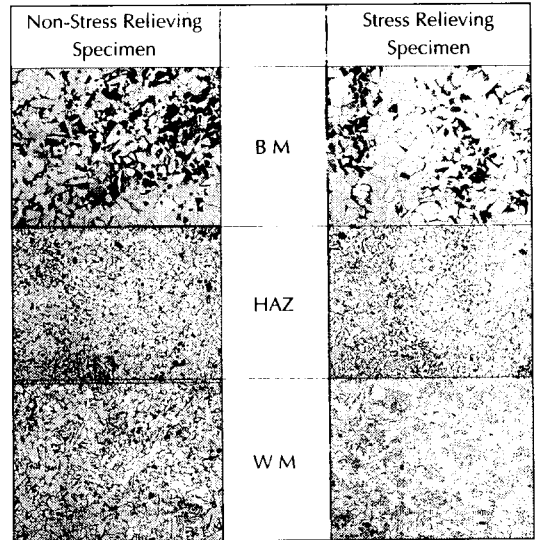 Non-Stress Relieving
Specimen
Stress Relieving
Specimen
B M
HAZ
W M